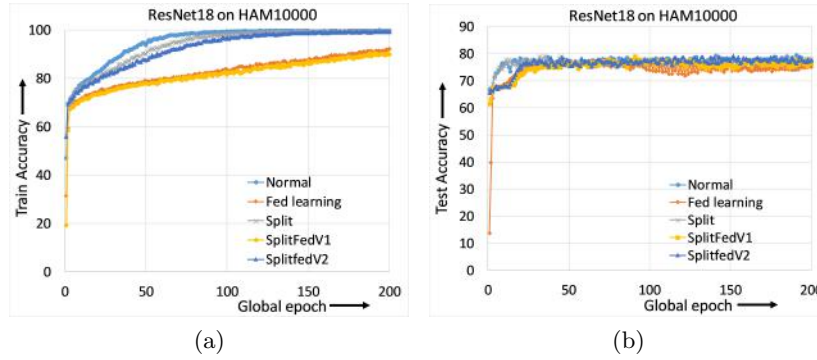 ResNet18 on HAM10000
100
80
60
40
20
0
0
50
100
150
200
Train Accuracy
Global epoch
Normal
Fed learning
Split
SplitFedV1
SplitfedV2
(a)
ResNet18 on HAM10000
90
80
70
60
50
40
30
20
10
0
0
50
100
150
200
Test Accuracy
Global epoch
Normal
Fed learning
Split
SplitFedV1
SplitfedV2
(b)